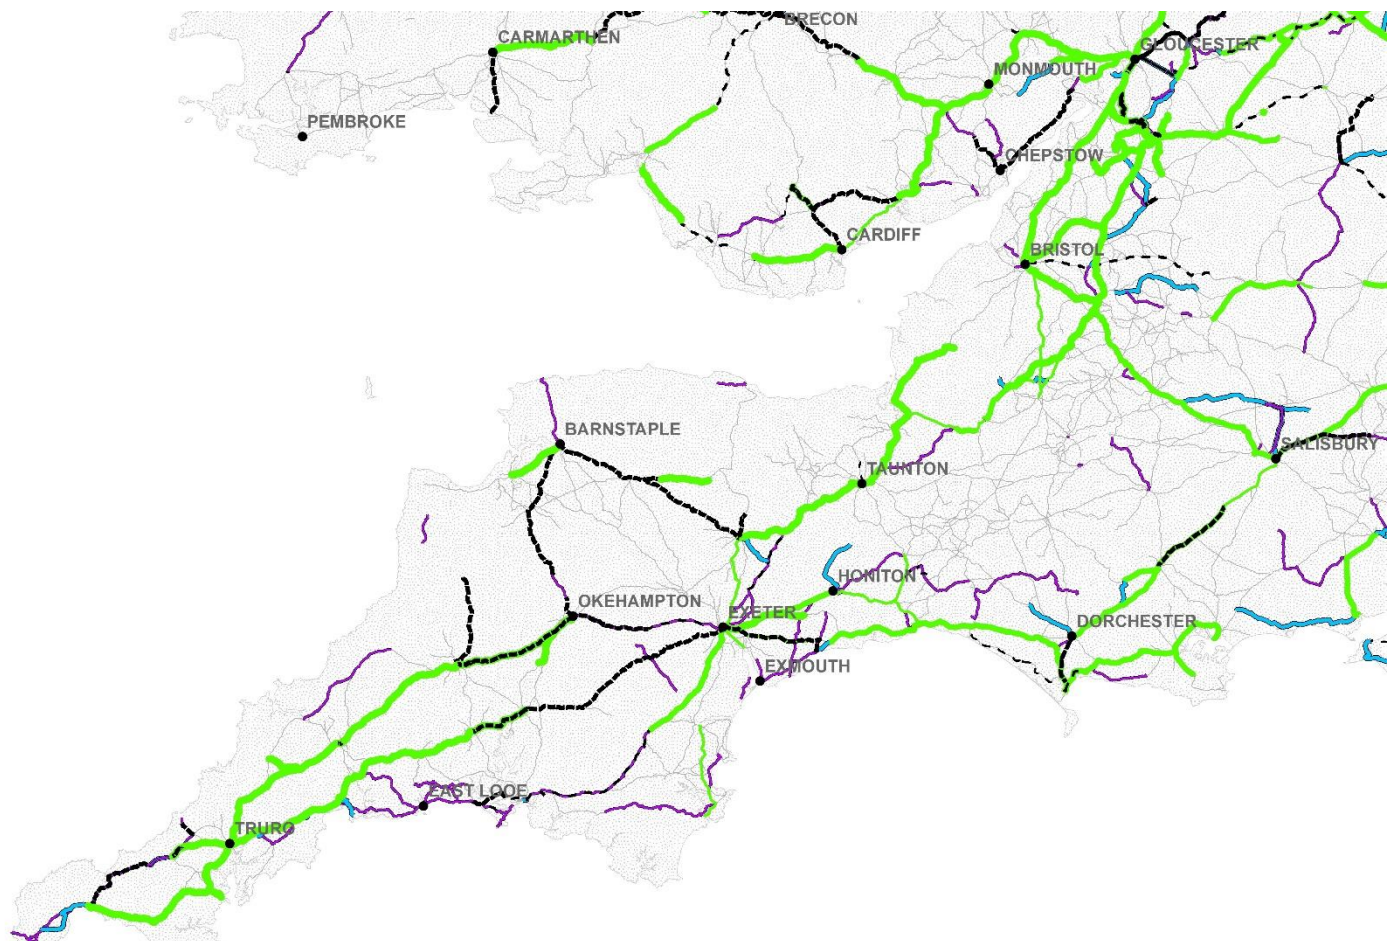 BRECON
CARMARTHEN
GLOUCESTER
MONMOUTH
PEMBROKE
CHEPSTOW
CARDIFF
BRISTOL
BARNSTAPLE
SALISBURY
TAUNTON
HONITON
OKEHAMPTON
EXETER
DORCHESTER
EXMOUTH
EAST LOOE
TRURO